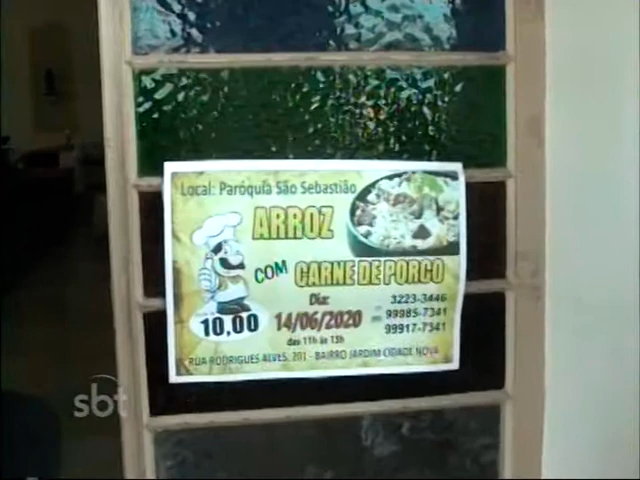 Local: Paróquia São Sebastião
ARROZ
COM CARNE DE PORCO
Dia:
14/06/2020
das 11h às 13h
10,00
3223-3446
99985-7341
99917-7341
RUA RODRIGUES ALVES, 201 - BAIRRO JARDIM CIDADE NOVA
sbt